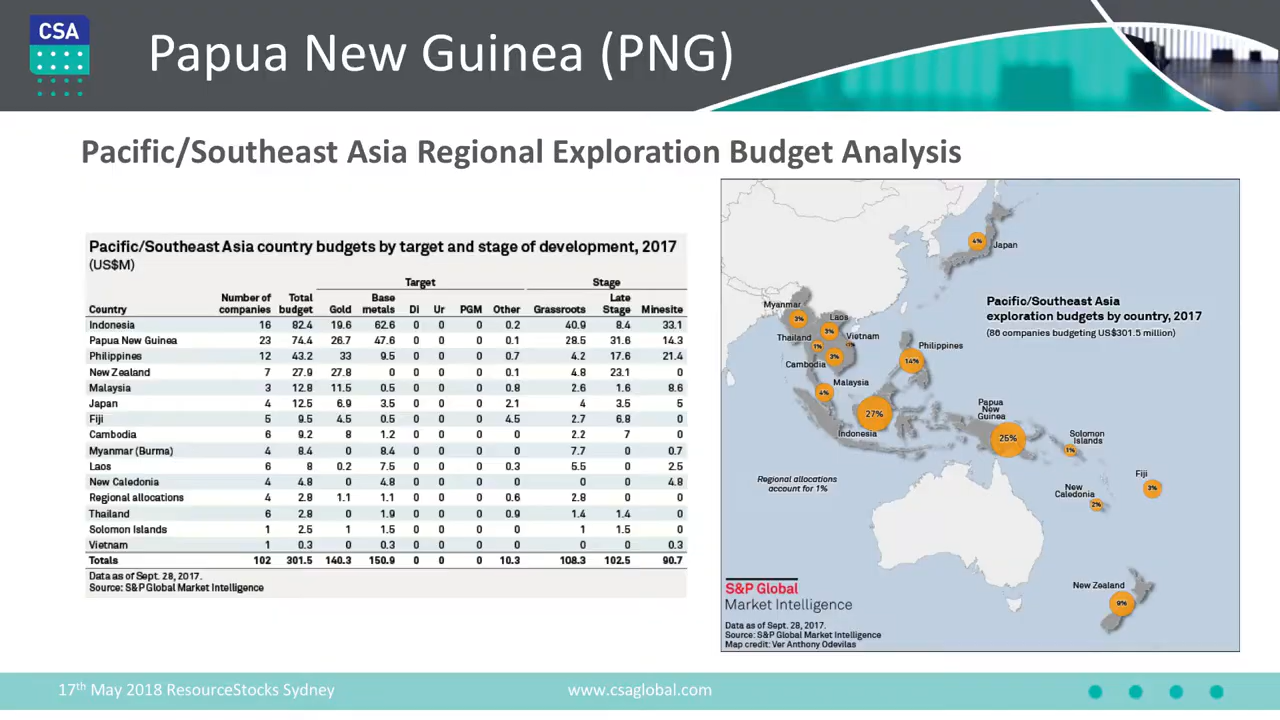 CSA
Papua New Guinea (PNG)
Pacific/Southeast Asia Regional Exploration Budget Analysis
Pacific/Southeast Asia country budgets by target and stage of development, 2017
(US$M)
Target Stage
Country Number of companies Total budget Gold Base metals Di Ur PGM Other Grassroots Late Stage Minesite
Indonesia 16 82.4 19.6 62.6 0 0 0 0.2 40.9 8.4 33.1
Papua New Guinea 23 74.4 26.7 47.6 0 0 0 0.1 28.5 31.6 14.3
Philippines 12 43.2 33 9.5 0 0 0 0.7 4.2 17.6 21.4
New Zealand 7 27.9 27.8 0 0 0 0 0.1 4.8 23.1 0
Malaysia 3 12.8 11.5 0.5 0 0 0 0.8 2.6 1.6 8.6
Japan 4 12.5 6.9 3.5 0 0 0 2.1 4 3.5 5
Fiji 5 9.5 4.5 0.5 0 0 0 4.5 2.7 6.8 0
Cambodia 6 9.2 8 1.2 0 0 0 0 2.2 7 0
Myanmar (Burma) 4 8.4 0 8.4 0 0 0 0 7.7 0 0.7
Laos 6 8 0.2 7.5 0 0 0 0.3 5.5 0 2.5
New Caledonia 4 4.8 0 4.8 0 0 0 0 0 0 4.8
Regional allocations 4 2.8 1.1 1.1 0 0 0 0.6 2.8 0 0
Thailand 6 2.8 0 1.9 0 0 0 0.9 1.4 1.4 0
Solomon Islands 1 2.5 1 1.5 0 0 0 0 1 1.5 0
Vietnam 1 0.3 0 0.3 0 0 0 0 0 0 0.3
Totals 102 301.5 140.3 150.9 0 0 0 10.3 108.3 102.5 90.7
Data as of Sept. 28, 2017.
Source: S&P Global Market Intelligence
4%
Japan
Pacific/Southeast Asia
exploration budgets by country, 2017
(86 companies budgeting US$301.5 million)
Myanmar
3%
Laos
3%
Thailand
1%
Vietnam
Cambodia
3%
Philippines
14%
Malaysia
4%
27%
Indonesia
Papua
New
Guinea
25%
Solomon
Islands
1%
Regional allocations
account for 1%
Fiji
3%
New
Caledonia
2%
New Zealand
9%
S&P Global
Market Intelligence
Data as of Sept. 28, 2017.
Source: S&P Global Market Intelligence
Map credit: Ver Anthony Odevilas
17th May 2018 ResourceStocks Sydney
www.csaglobal.com